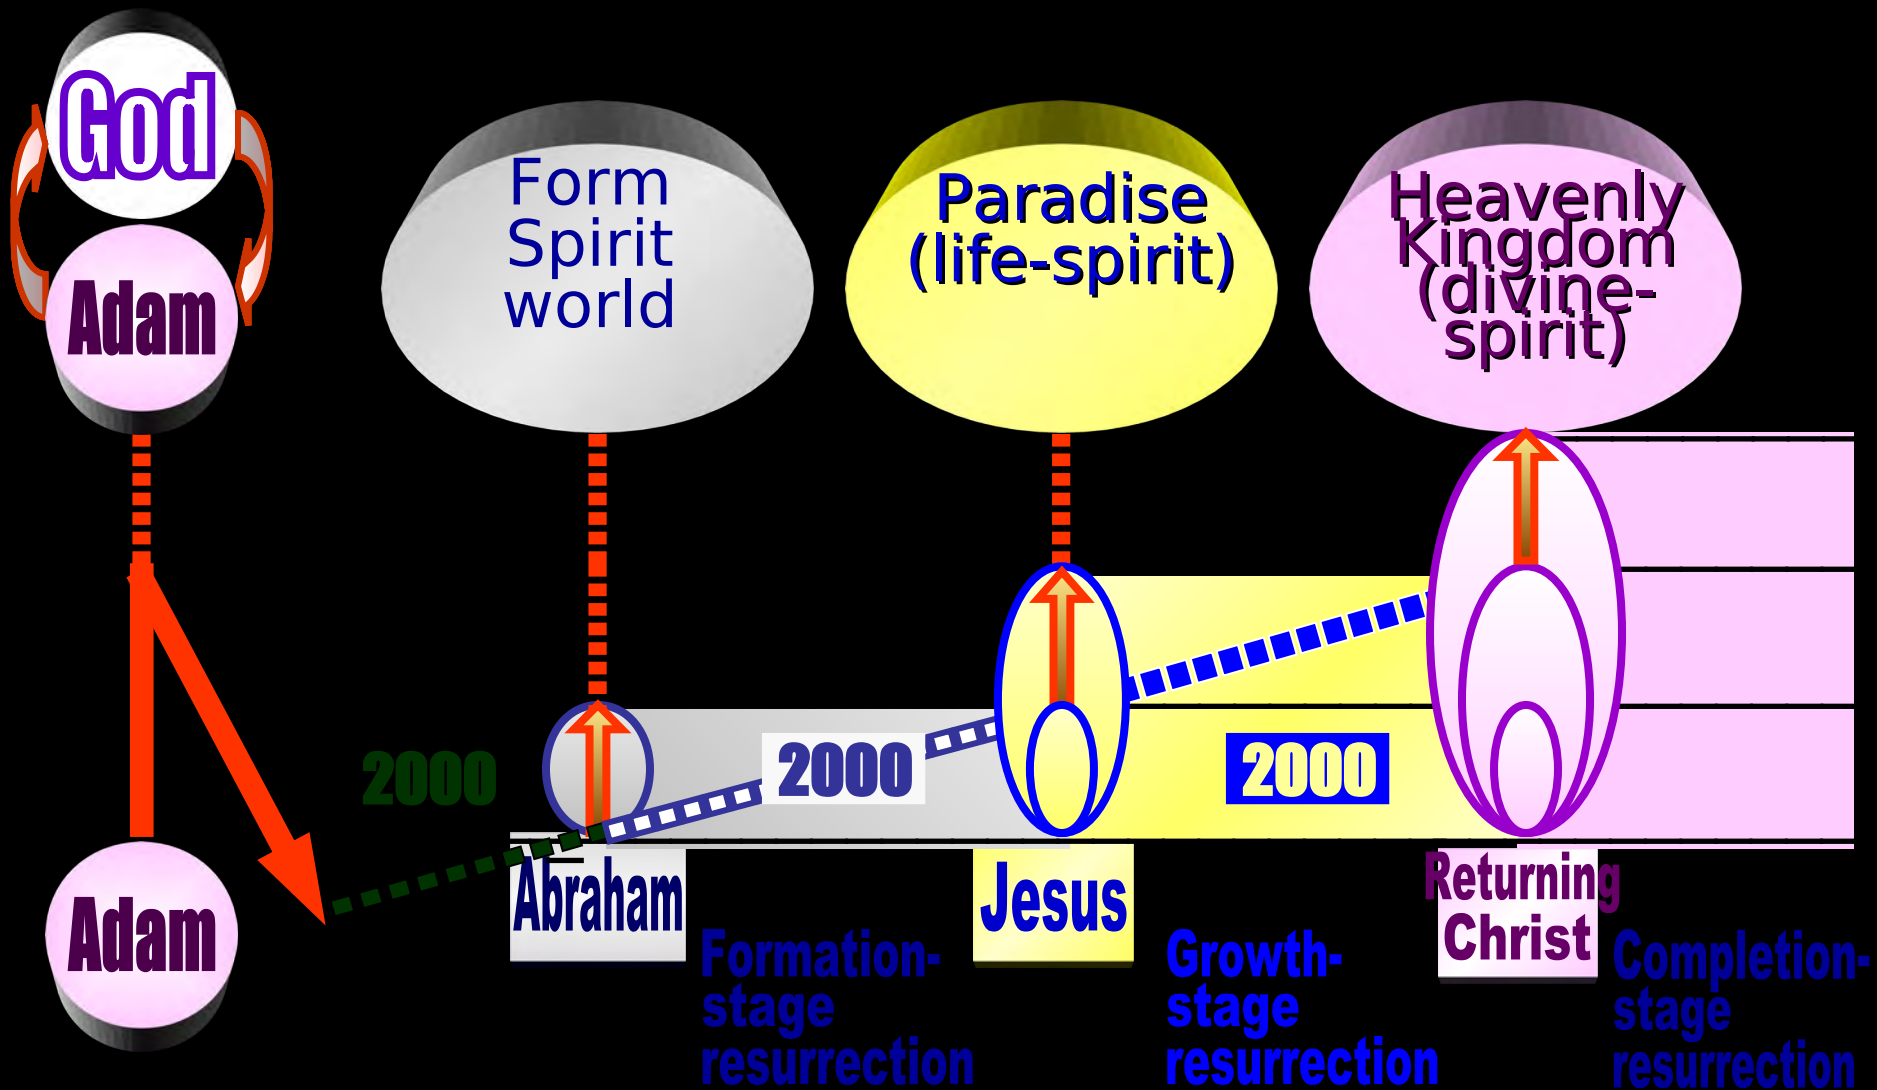 God
Adam
Form
Spirit
world
Paradise
(life-spirit)
Heavenly
Kingdom
(divine-
spirit)
2000
2000
2000
Adam
Abraham
Jesus
Returning
Christ
Formation-
stage
resurrection
Growth-
stage
resurrection
Completion-
stage
resurrection